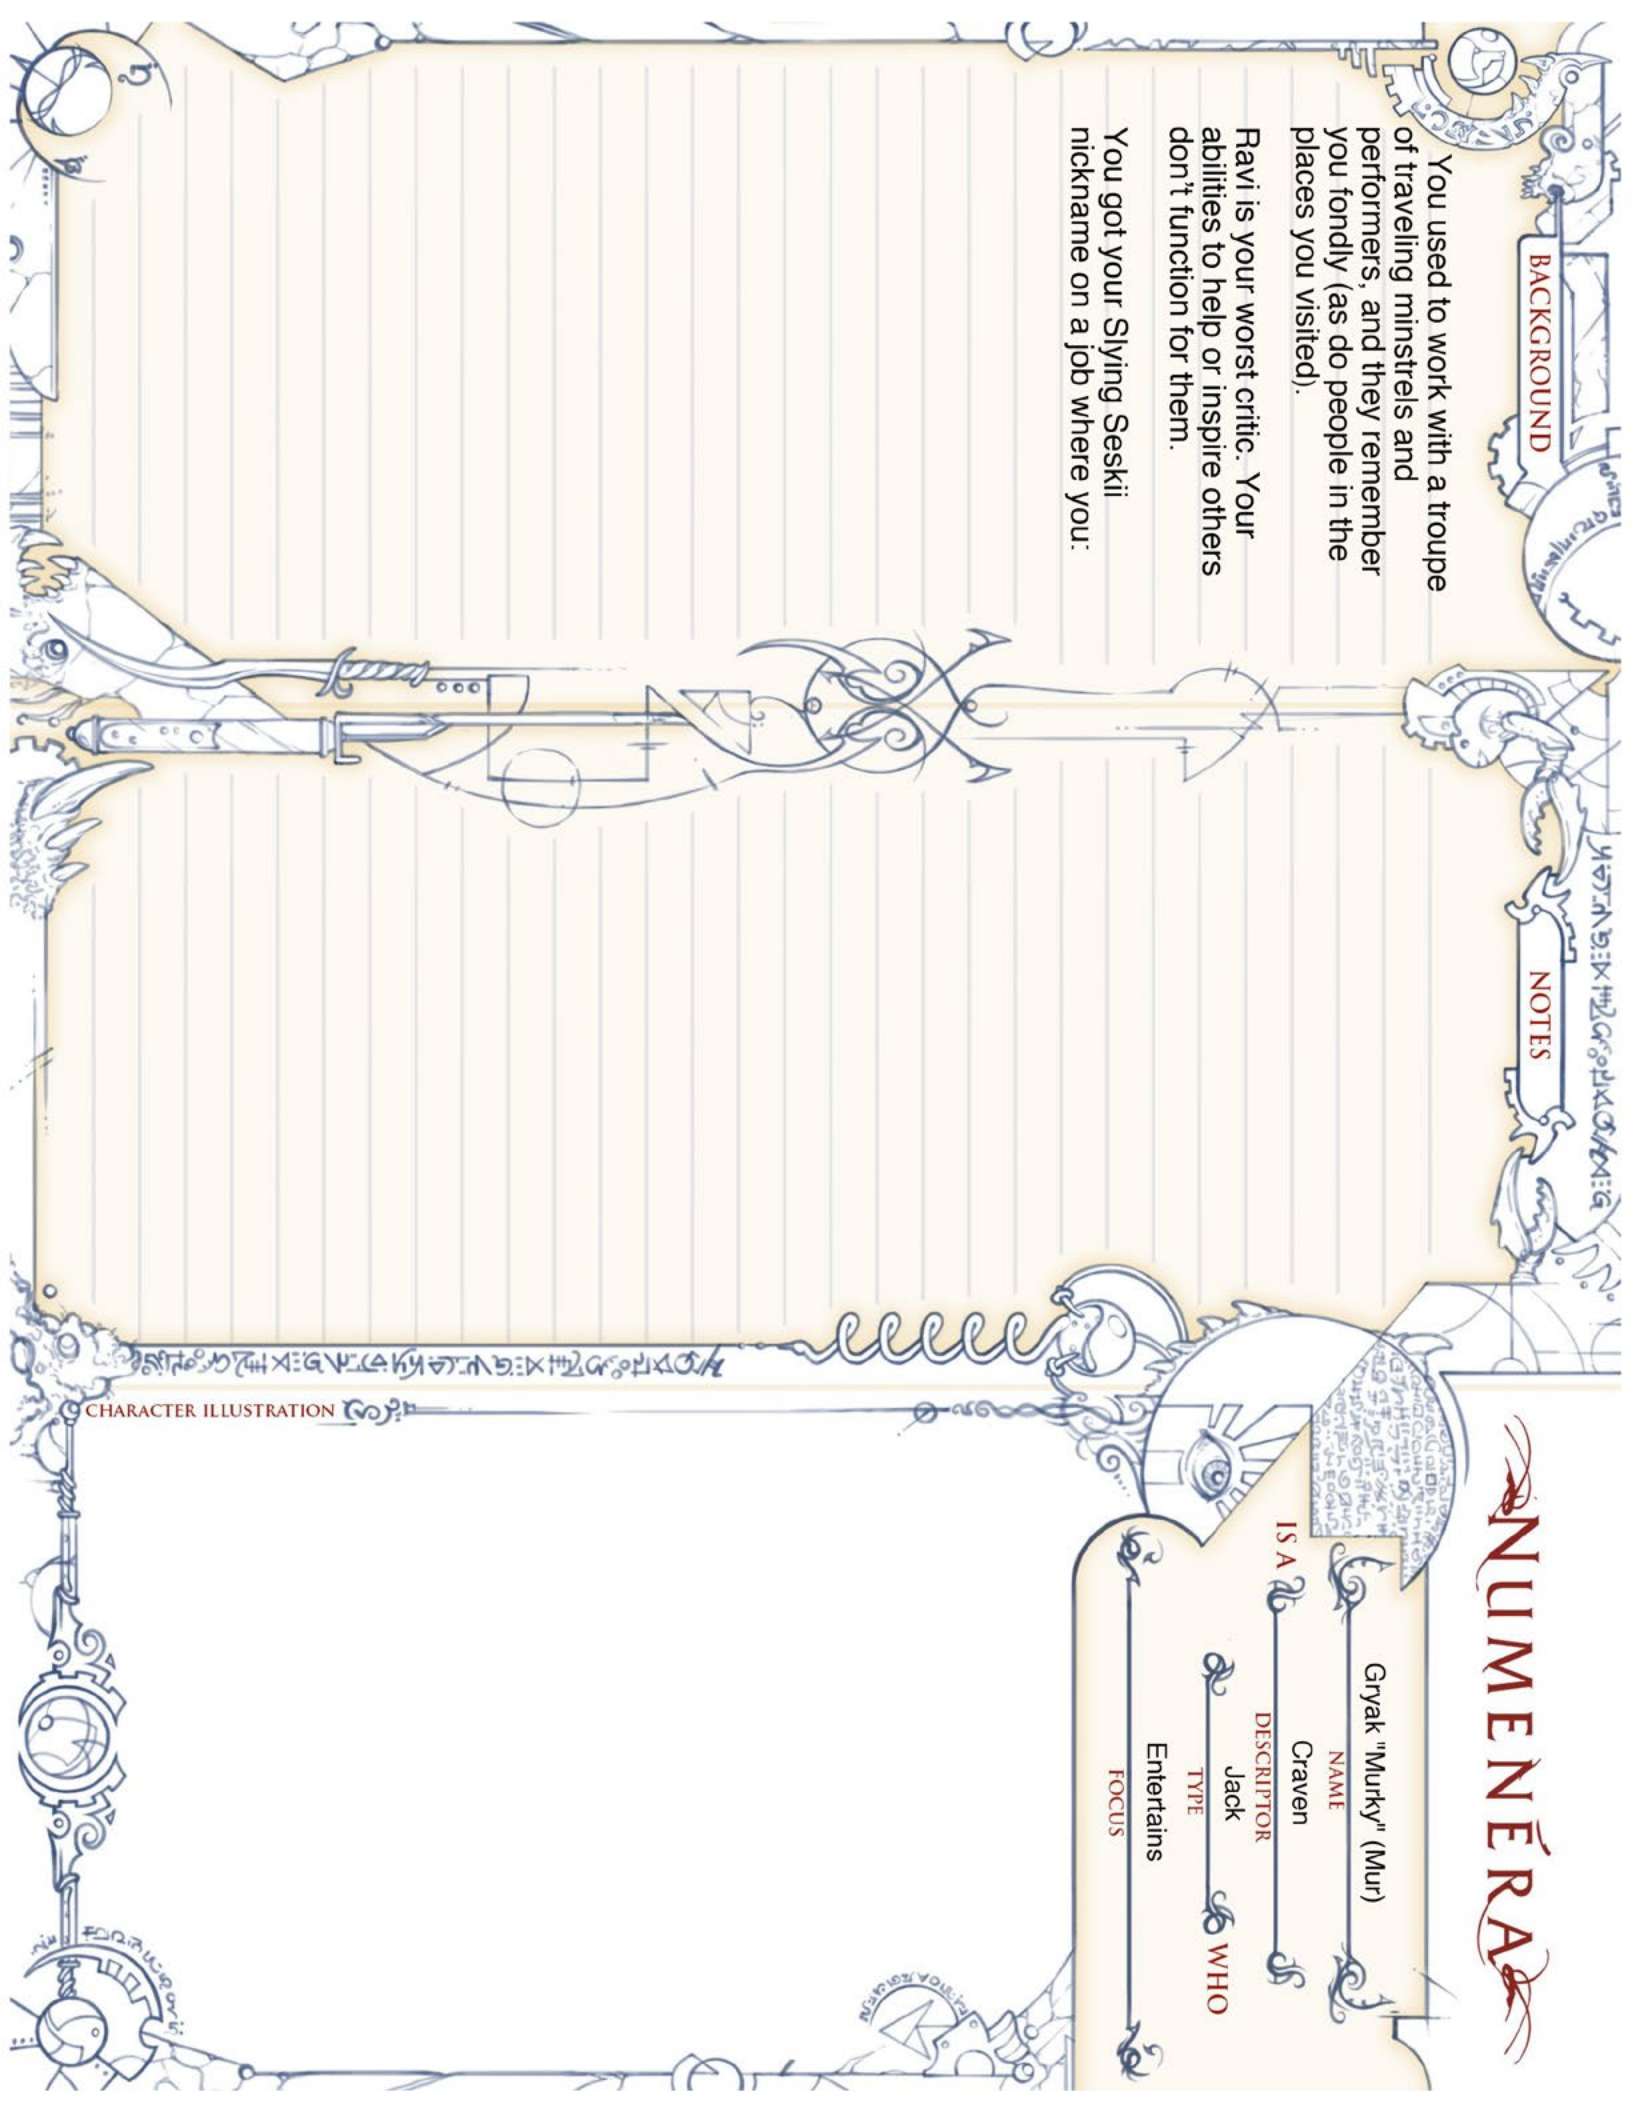 BACKGROUND
You used to work with a troupe
of traveling minstrels and
performers, and they remember
you fondly (as do people in the
places you visited).
Ravi is your worst critic. Your
abilities to help or inspire others
don't function for them.
You got your Slying Seskii
nickname on a job where you:
NOTES
NUMENERA
Gryak "Murky" (Mur)
NAME
IS A
Craven
DESCRIPTOR
Jack
TYPE
WHO
Entertains
FOCUS
CHARACTER ILLUSTRATION